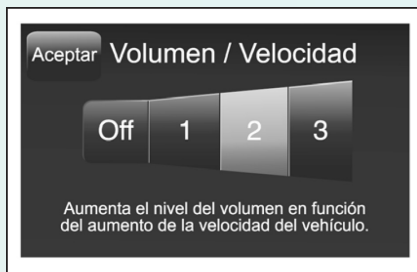 Aceptar Volumen / Velocidad
Off 1 2 3
Aumenta el nivel del volumen en función
del aumento de la velocidad del vehículo.